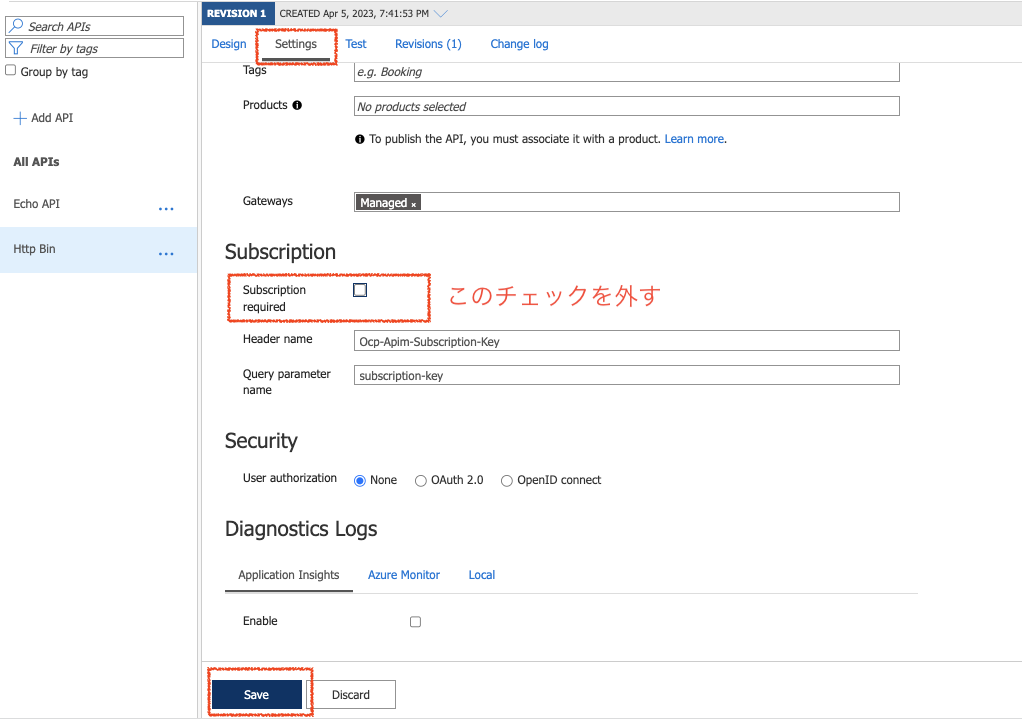 REVISION 1 CREATED Apr 5, 2023, 7:41:53 PM
Search APIs
Filter by tags
Group by tag
Add API
All APIs
Echo API
...
Http Bin
...
Design Settings Test Revisions (1) Change log
Tags e.g. Booking
Products No products selected
To publish the API, you must associate it with a product. Learn more.
Gateways Managed ×
Subscription
Subscription
required
このチェックを外す
Header name Ocp-Apim-Subscription-Key
Query parameter
name
subscription-key
Security
User authorization None OAuth 2.0 OpenID connect
Diagnostics Logs
Application Insights Azure Monitor Local
Enable
Save Discard